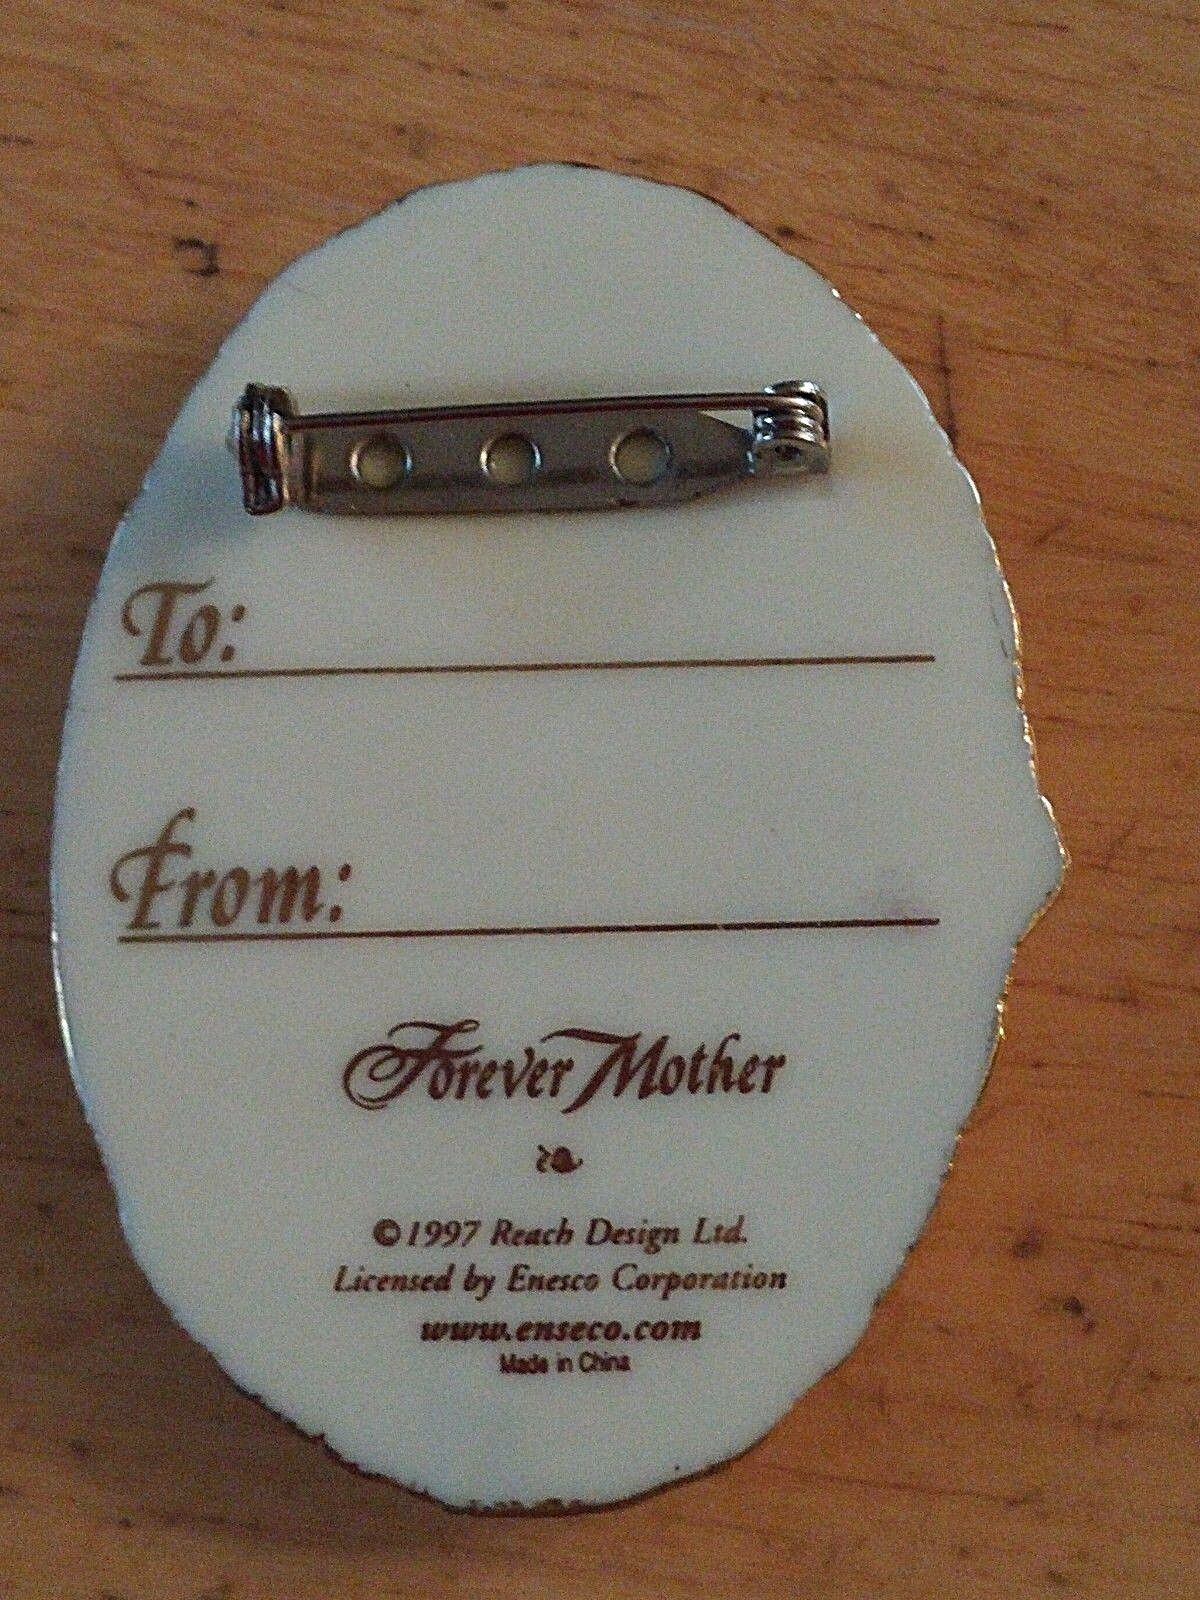 To:
From:
Forever Mother
©1997 Reach Design Ltd.
Licensed by Enesco Corporation
www.enseco.com
Made in China